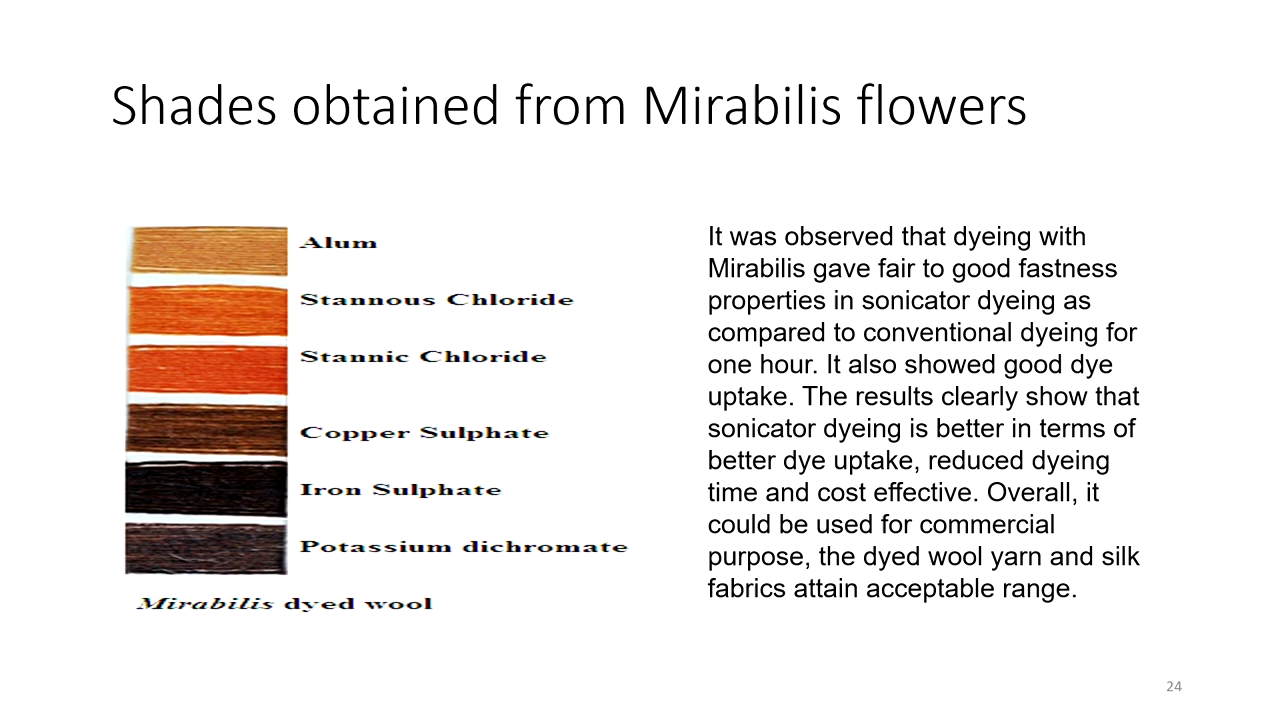 Shades obtained from Mirabilis flowers
Alum
Stannous Chloride
Stannic Chloride
Copper Sulphate
Iron Sulphate
Potassium dichromate
Mirabilis dyed wool
It was observed that dyeing with
Mirabilis gave fair to good fastness
properties in sonicator dyeing as
compared to conventional dyeing for
one hour. It also showed good dye
uptake. The results clearly show that
sonicator dyeing is better in terms of
better dye uptake, reduced dyeing
time and cost effective. Overall, it
could be used for commercial
purpose, the dyed wool yarn and silk
fabrics attain acceptable range.
24